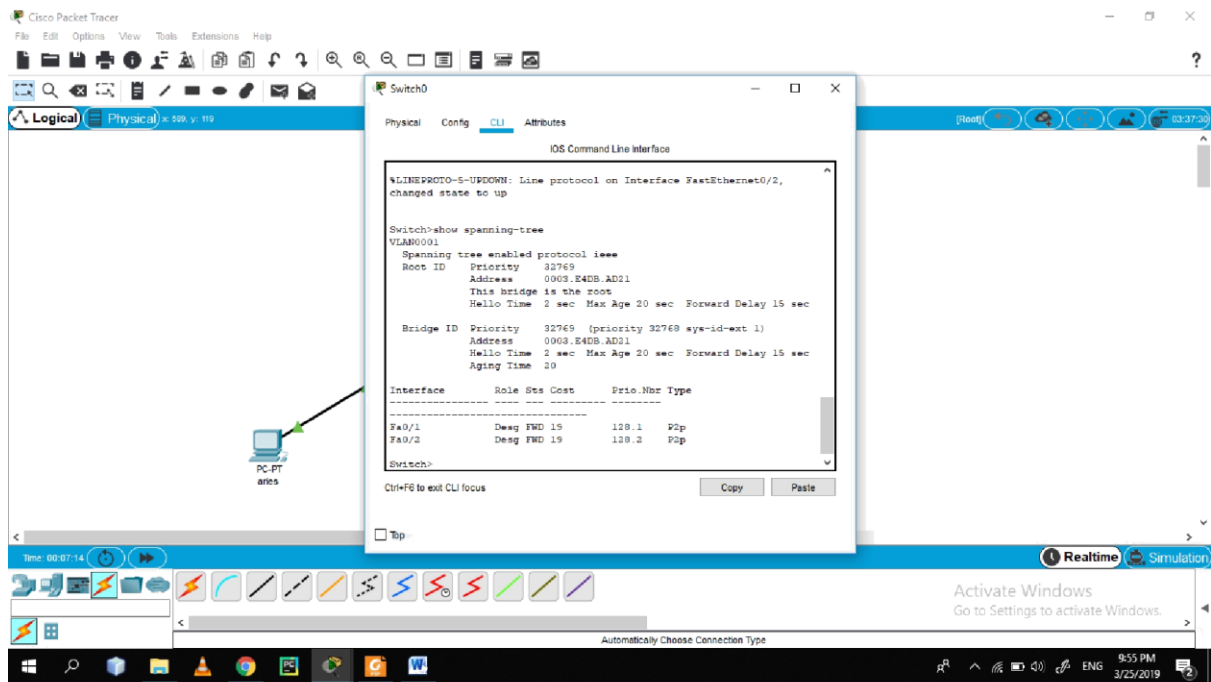 Cisco Packet Tracer
File Edit Options View Tools Extensions Help
?
Logical Physical x: 599, y: 119 [Root] 03:37:30
Switch0
Physical Config CLI Attributes
IOS Command Line Interface
%LINEPROTO-5-UPDOWN: Line protocol on Interface FastEthernet0/2,
changed state to up
Switch>show spanning-tree
VLAN0001
Spanning tree enabled protocol ieee
Root ID Priority 32769
Address 0003.E4DB.AD21
This bridge is the root
Hello Time 2 sec Max Age 20 sec Forward Delay 15 sec
Bridge ID Priority 32769 (priority 32768 sys-id-ext 1)
Address 0003.E4DB.AD21
Hello Time 2 sec Max Age 20 sec Forward Delay 15 sec
Aging Time 20
Interface Role Sts Cost Prio.Nbr Type
---------------- ---- --- --------- -------- 
--------------------------------
Fa0/1 Desg FWD 19 128.1 P2p
Fa0/2 Desg FWD 19 128.2 P2p
Switch>
Ctrl+F6 to exit CLI focus
Copy Paste
Top
PC-PT
aries
Time: 00:07:14
Realtime Simulation
Activate Windows
Go to Settings to activate Windows.
Automatically Choose Connection Type
ENG
9:55 PM
3/25/2019
2